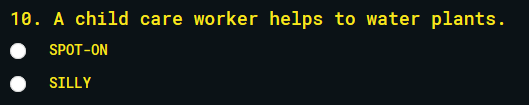 10. A child care worker helps to water plants.
SPOT-ON
SILLY